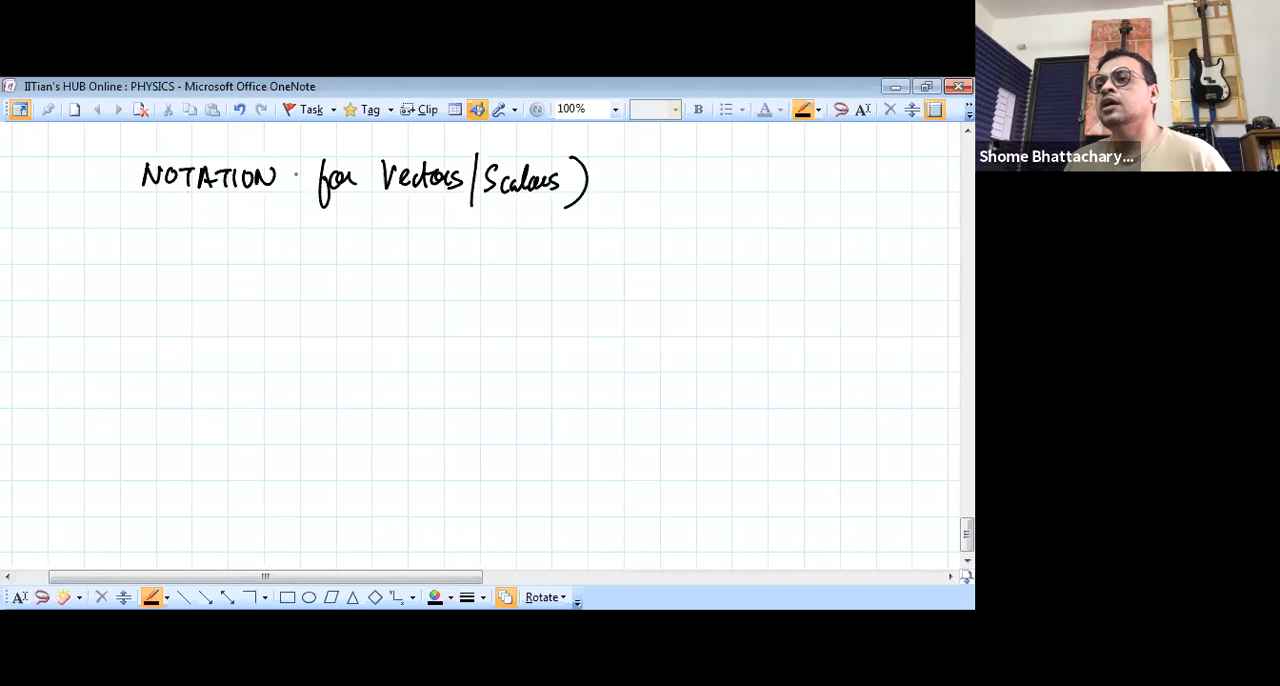 IITian's HUB Online : PHYSICS - Microsoft Office OneNote
Task Tag Clip 100% B A
NOTATION for Vectors/Scalars)
Shome Bhattachary...
Rotate